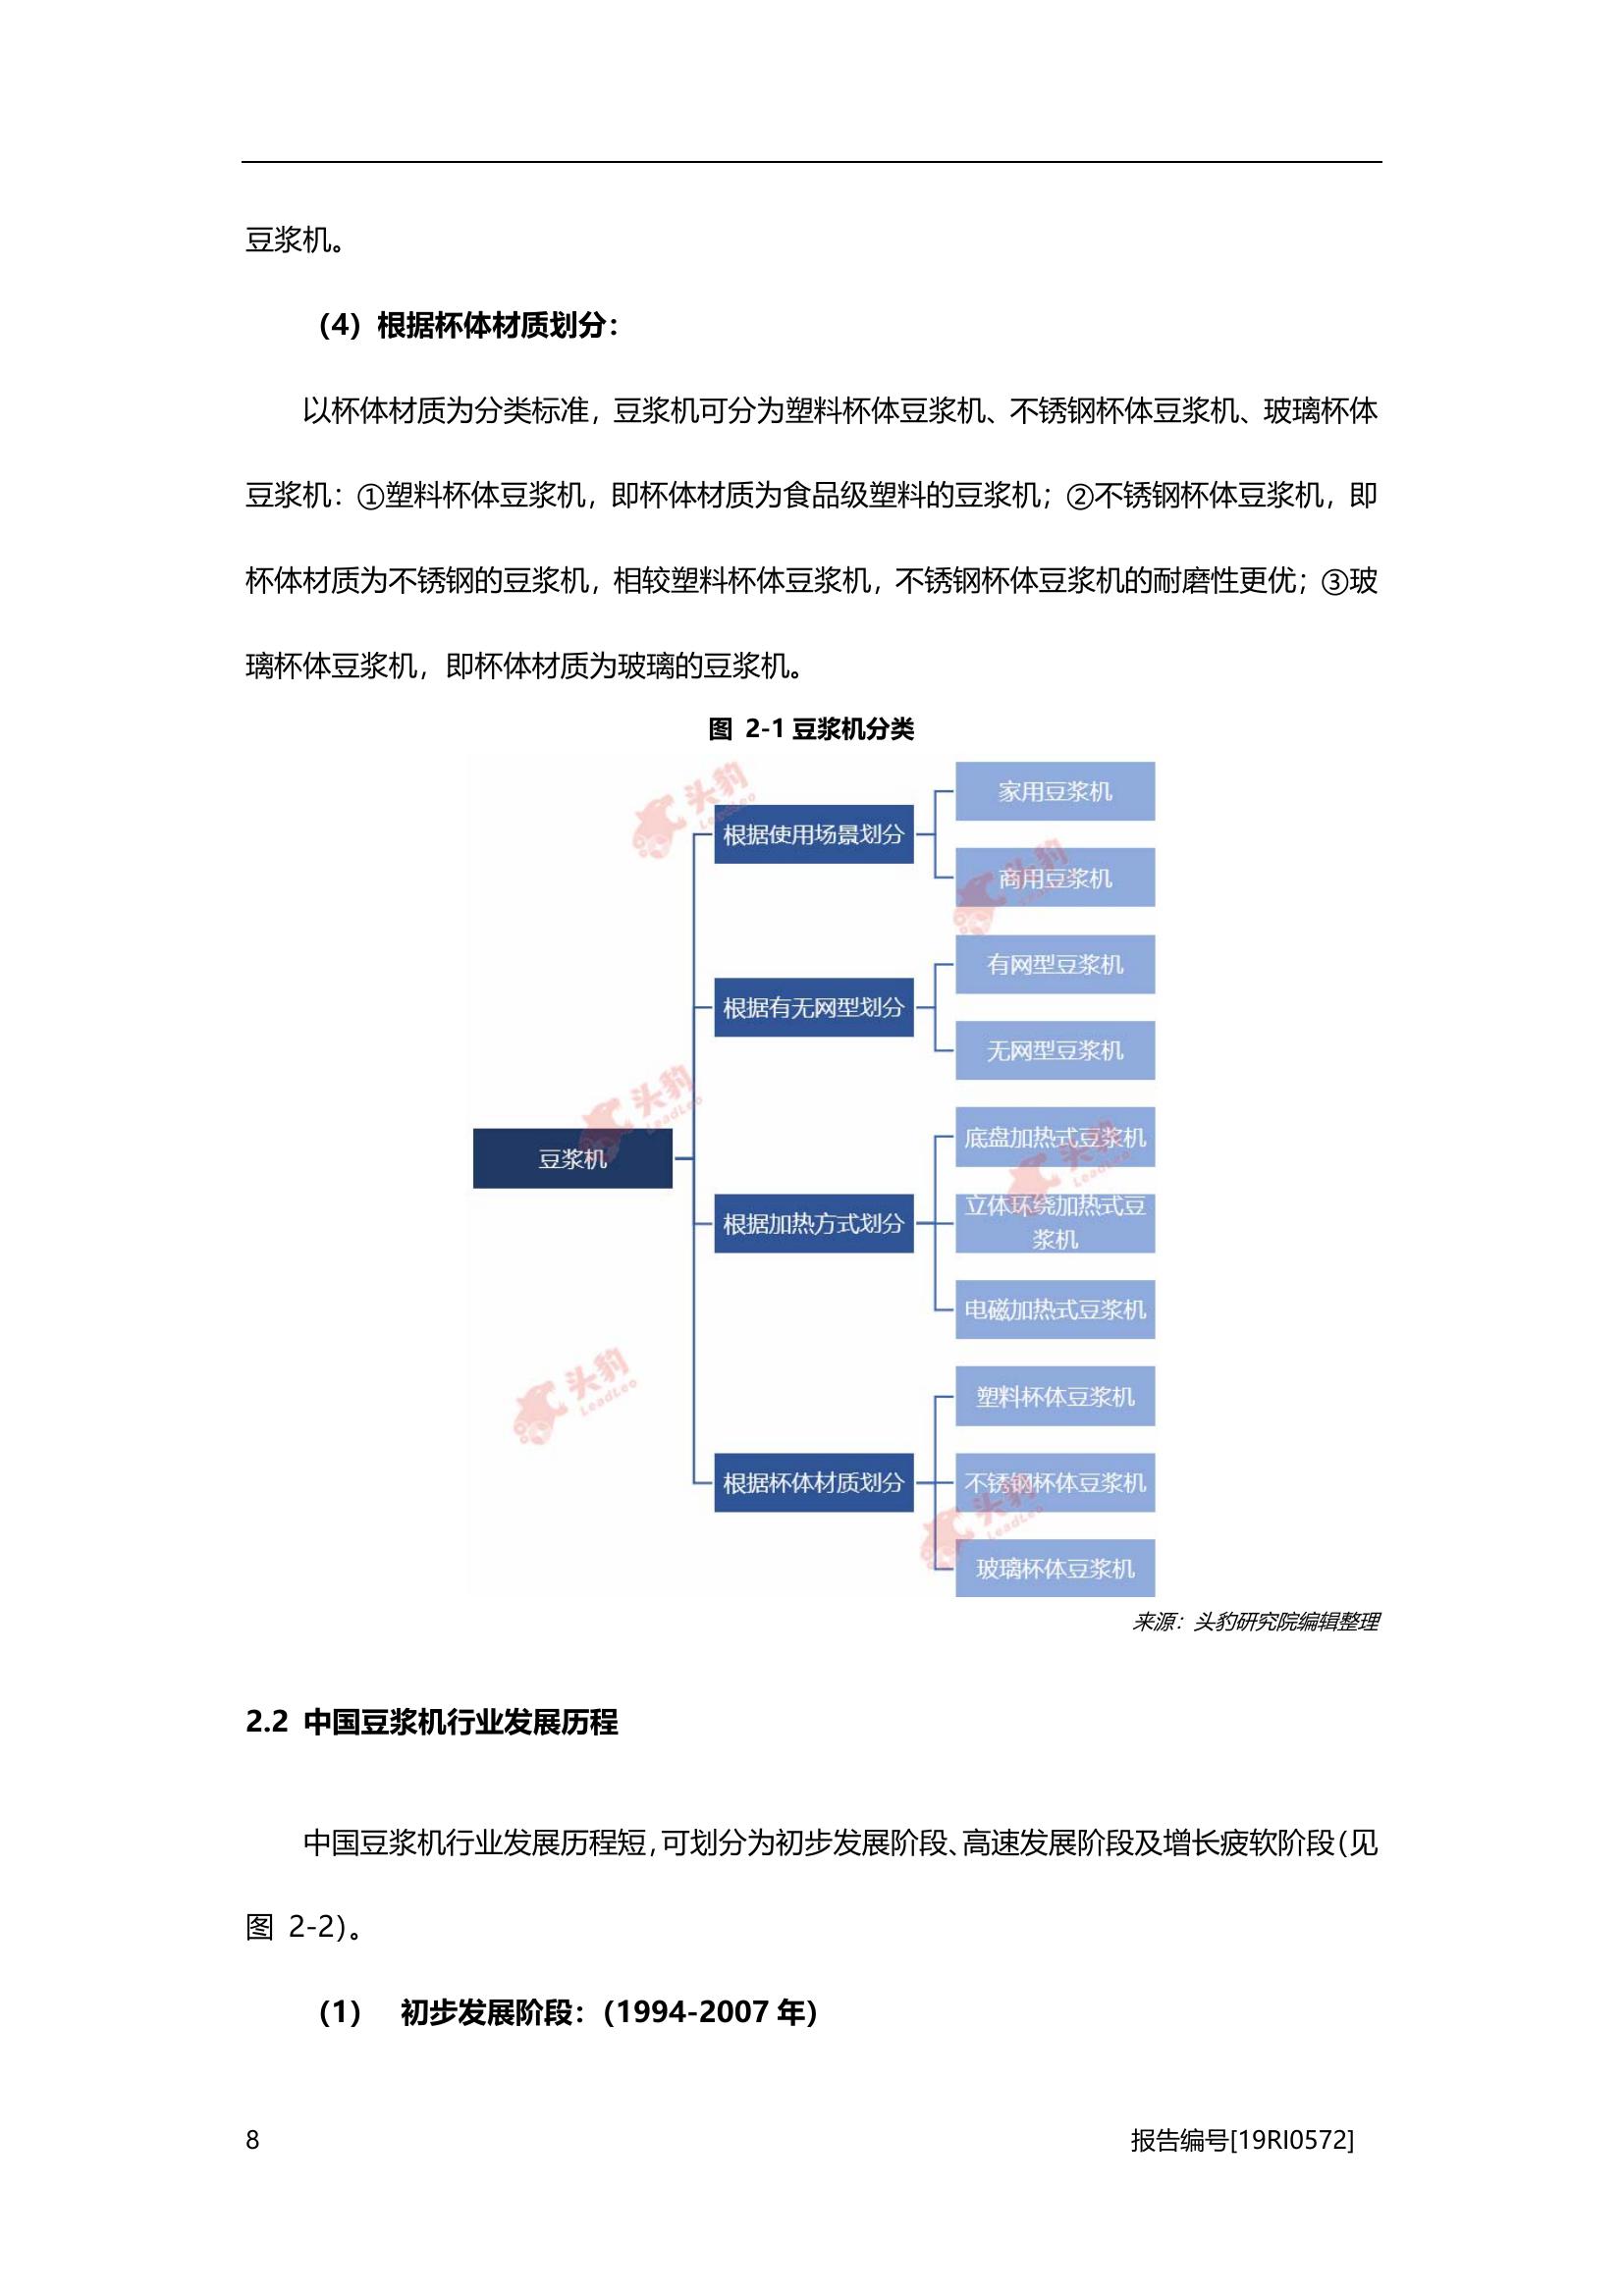 豆浆机。
（4）根据杯体材质划分：
以杯体材质为分类标准，豆浆机可分为塑料杯体豆浆机、不锈钢杯体豆浆机、玻璃杯体
豆浆机：①塑料杯体豆浆机，即杯体材质为食品级塑料的豆浆机；②不锈钢杯体豆浆机，即
杯体材质为不锈钢的豆浆机，相较塑料杯体豆浆机，不锈钢杯体豆浆机的耐磨性更优；③玻
璃杯体豆浆机，即杯体材质为玻璃的豆浆机。
图 2-1 豆浆机分类
豆浆机
根据使用场景划分
家用豆浆机
商用豆浆机
根据有无网型划分
有网型豆浆机
无网型豆浆机
根据加热方式划分
底盘加热式豆浆机
立体环绕加热式豆
浆机
电磁加热式豆浆机
根据杯体材质划分
塑料杯体豆浆机
不锈钢杯体豆浆机
玻璃杯体豆浆机
头豹
LeadLeo
头豹
头豹
LeadLeo
头豹
LeadLeo
头豹
LeadLeo
头豹
LeadLeo
来源：头豹研究院编辑整理
2.2 中国豆浆机行业发展历程
中国豆浆机行业发展历程短，可划分为初步发展阶段、高速发展阶段及增长疲软阶段（见
图 2-2）。
（1） 初步发展阶段：（1994-2007 年）
8
报告编号[19RI0572]